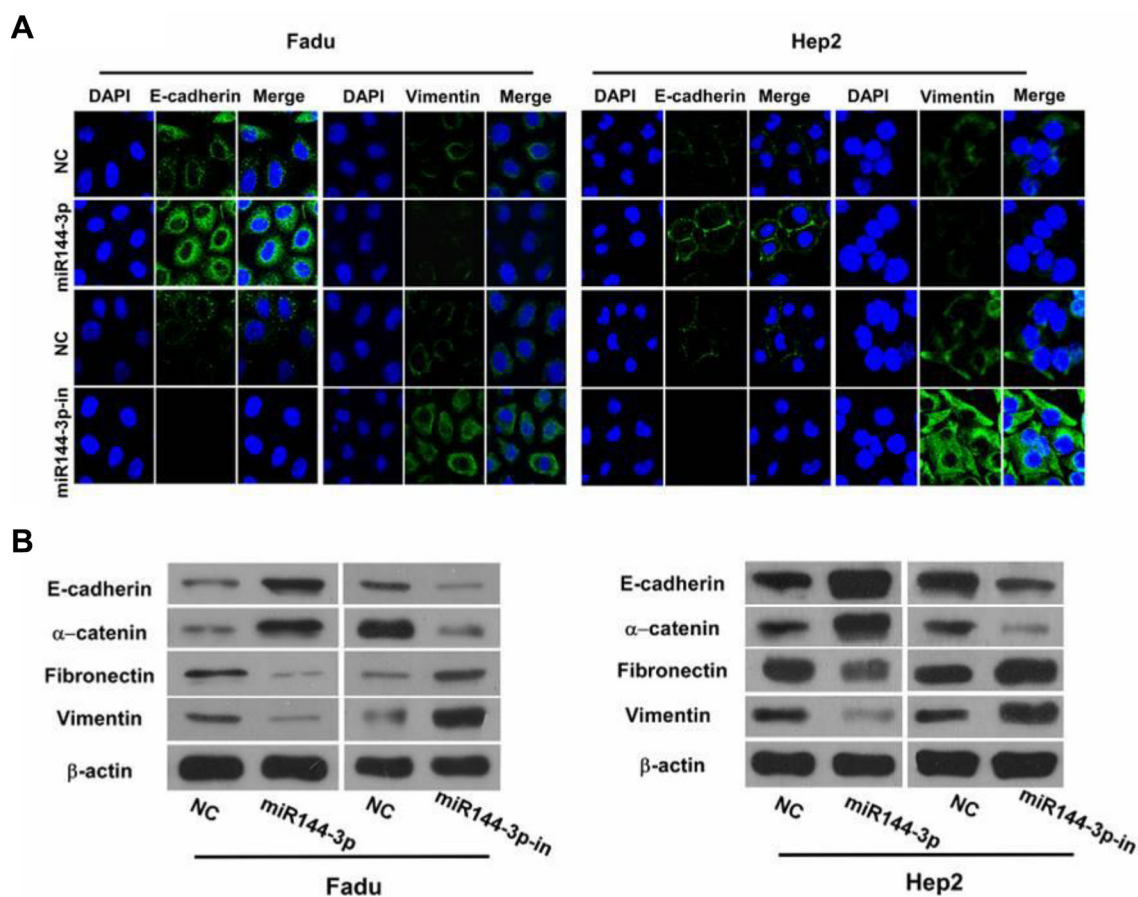 A
Fadu Hep2
DAPI E-cadherin Merge DAPI Vimentin Merge DAPI E-cadherin Merge DAPI Vimentin Merge
NC
miR144-3p
NC
miR144-3p-in
B
E-cadherin
α–catenin
Fibronectin
Vimentin
β-actin
NC miR144-3p NC miR144-3p-in
Fadu
E-cadherin
α–catenin
Fibronectin
Vimentin
β-actin
NC miR144-3p NC miR144-3p-in
Hep2